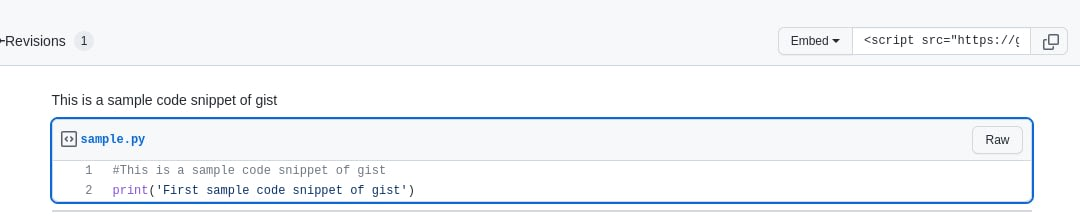 Revisions 1
Embed <script src="https://g
This is a sample code snippet of gist
sample.py Raw
1 #This is a sample code snippet of gist
2 print('First sample code snippet of gist')